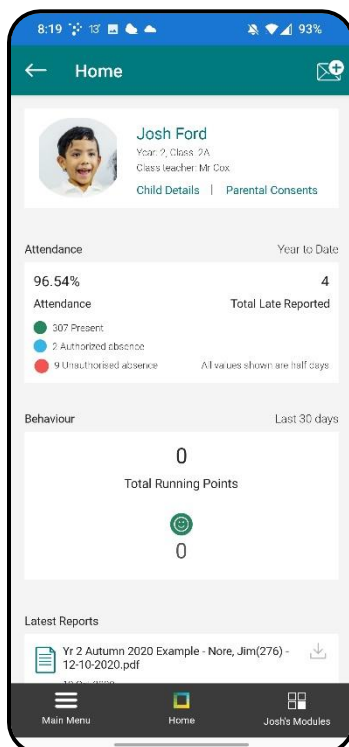 8:19 13° 93%
Home
Josh Ford
Year: 2, Class: 2A
Class teacher: Mr Cox
Child Details | Parental Consents
Attendance Year to Date
96.54% 4
Attendance Total Late Reported
307 Present
2 Authorized absence
9 Unauthorised absence All values shown are half days
Behaviour Last 30 days
0
Total Running Points
0
Latest Reports
Yr 2 Autumn 2020 Example - Nore, Jim(276) -
12-10-2020.pdf
Main Menu Home Josh's Modules